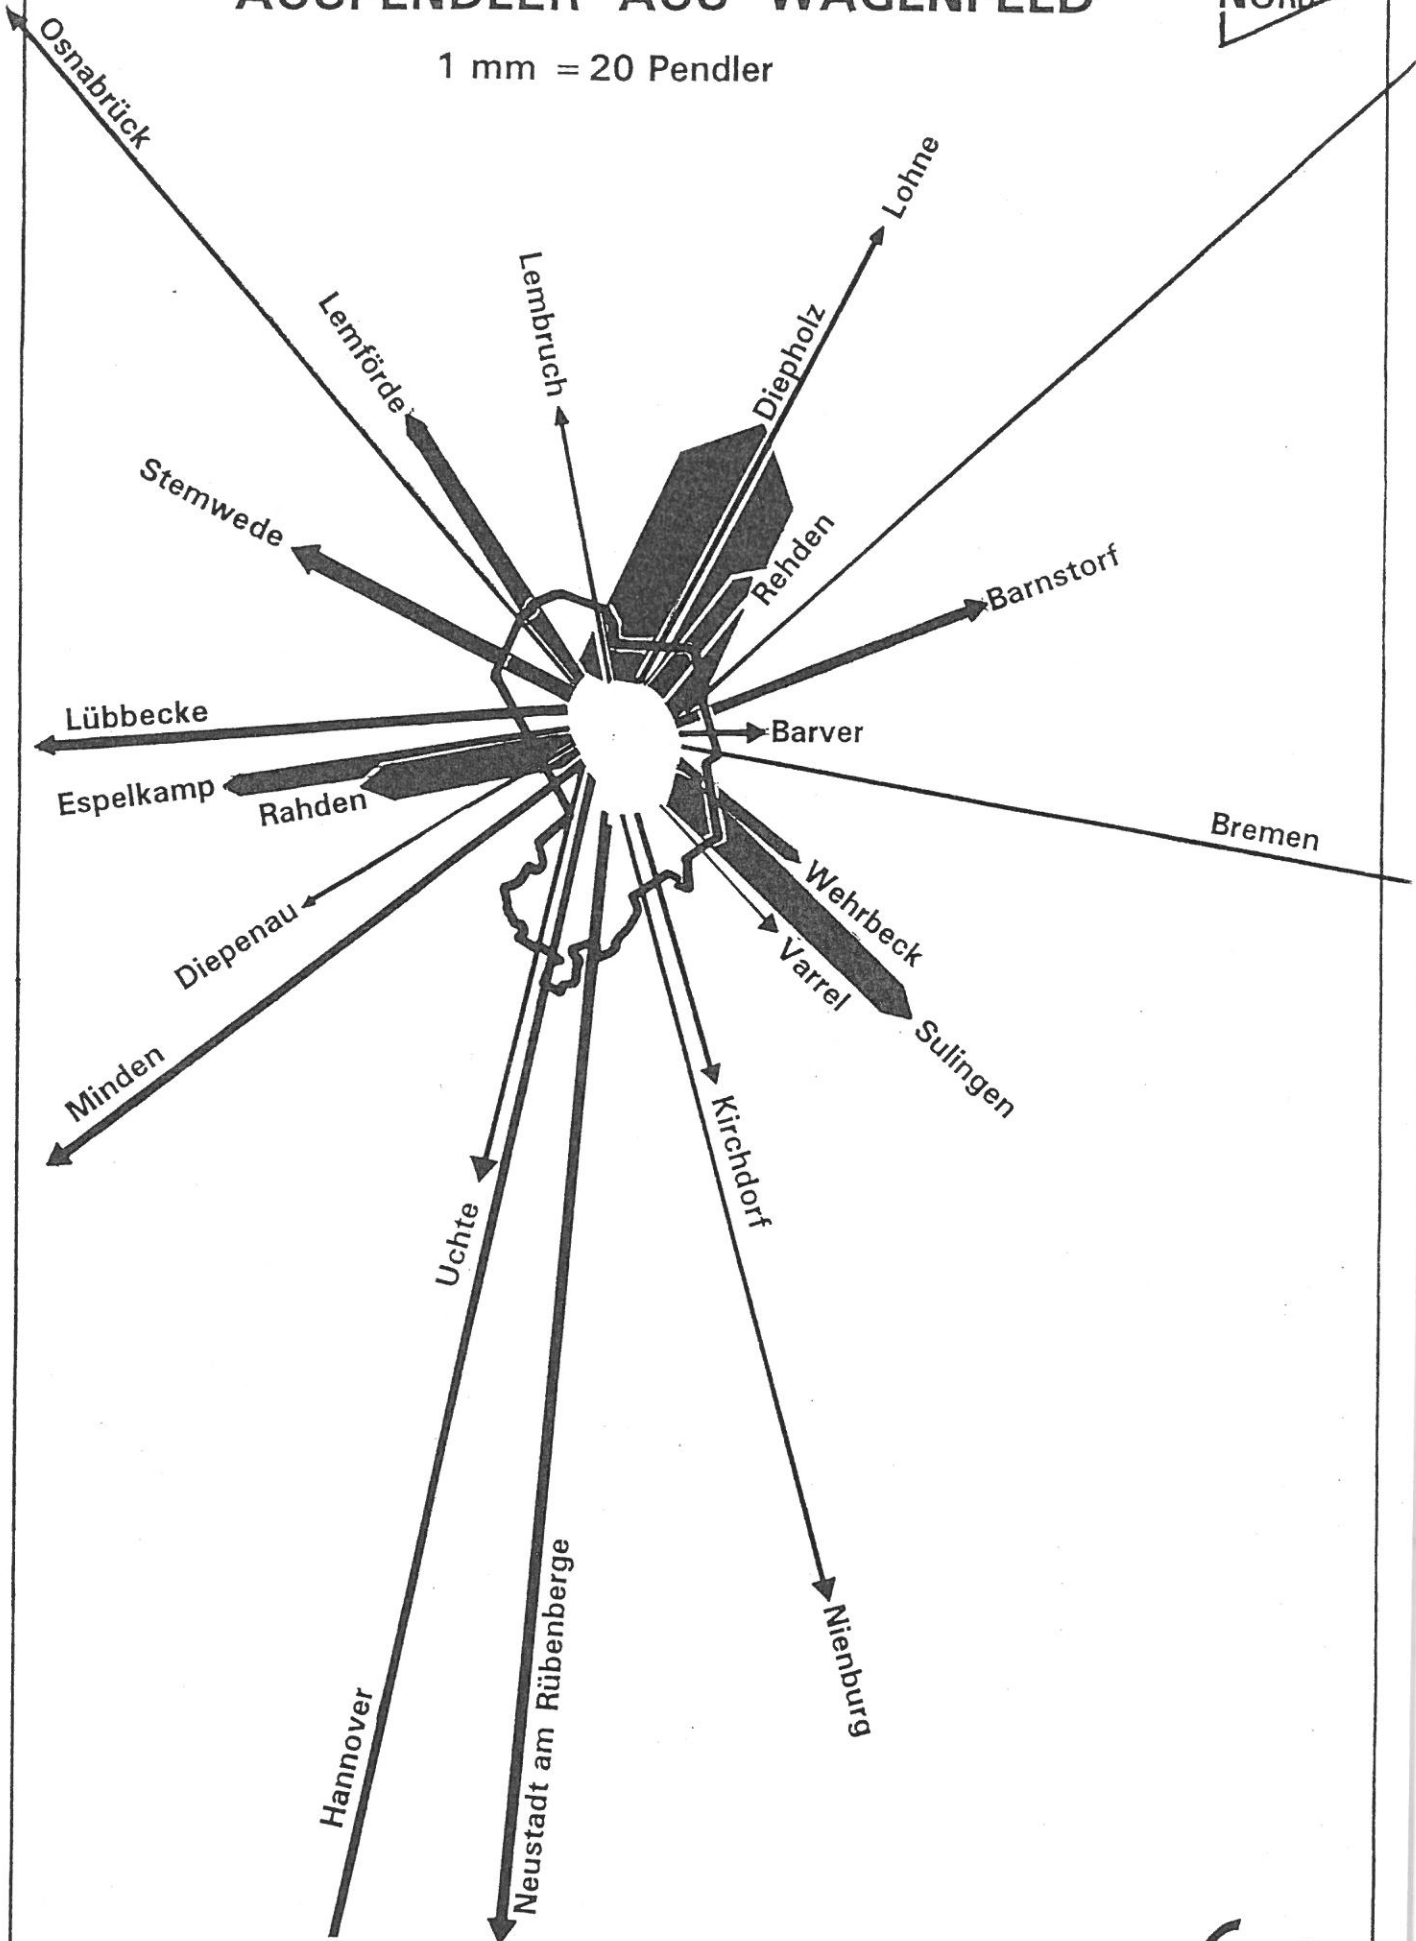 AUSPENDLER AUS WAGENFELD
NORD
1 mm = 20 Pendler
Osnabrück
Lohne
Lembruch
Lemförde
Diepholz
Stemwede
Rehden
Barnstorf
Lübbecke
Barver
Espelkamp
Rahden
Bremen
Wehrbeck
Diepenau
Varrel
Sulingen
Minden
Kirchdorf
Uchte
Neustadt am Rübenberge
Nienburg
Hannover